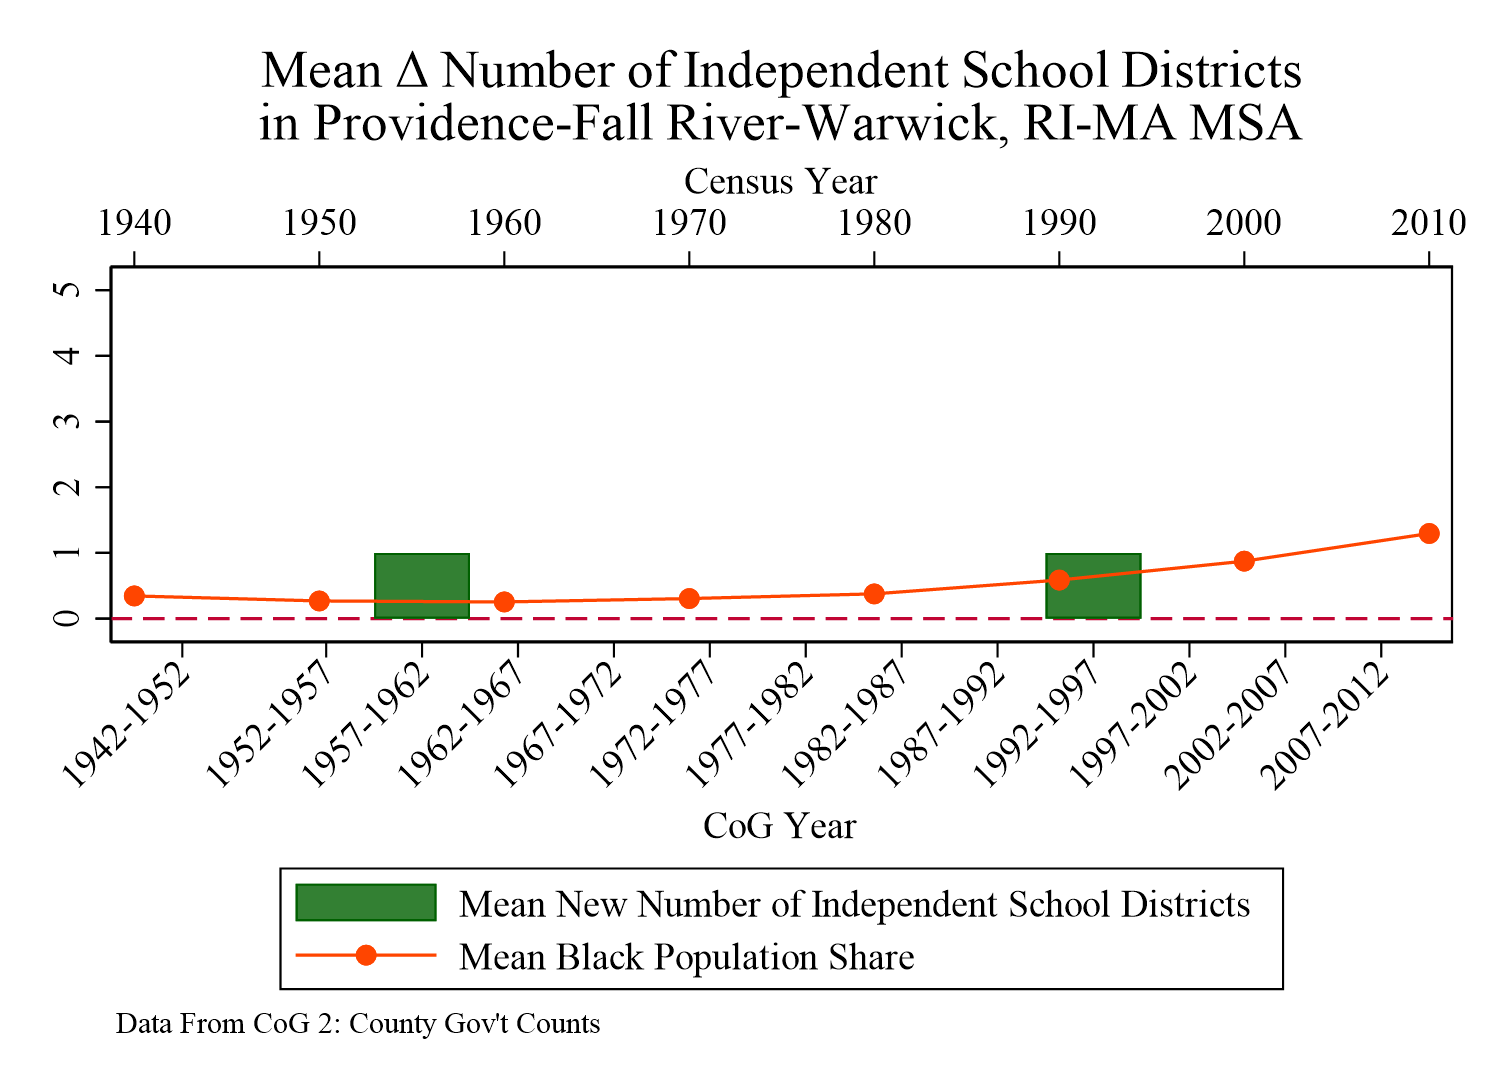 Mean Δ Number of Independent School Districts
in Providence-Fall River-Warwick, RI-MA MSA
Census Year
1940 1950 1960 1970 1980 1990 2000 2010
5
4
3
2
1
0
1942-1952 1952-1957 1957-1962 1962-1967 1967-1972 1972-1977 1977-1982 1982-1987 1987-1992 1992-1997 1997-2002 2002-2007 2007-2012
CoG Year
Mean New Number of Independent School Districts
Mean Black Population Share
Data From CoG 2: County Gov't Counts